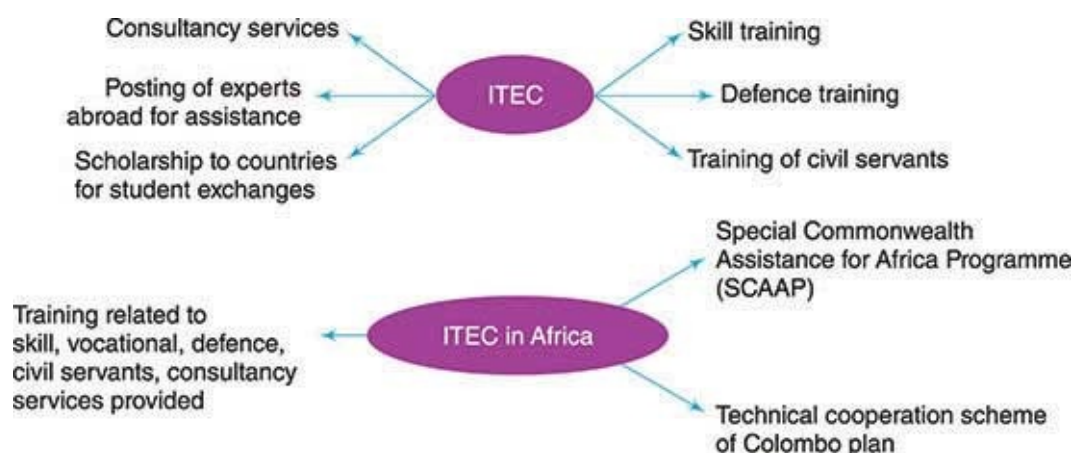 Consultancy services
Posting of experts
abroad for assistance
Scholarship to countries
for student exchanges
ITEC
Skill training
Defence training
Training of civil servants
Training related to
skill, vocational, defence,
civil servants, consultancy
services provided
ITEC in Africa
Special Commonwealth
Assistance for Africa Programme
(SCAAP)
Technical cooperation scheme
of Colombo plan